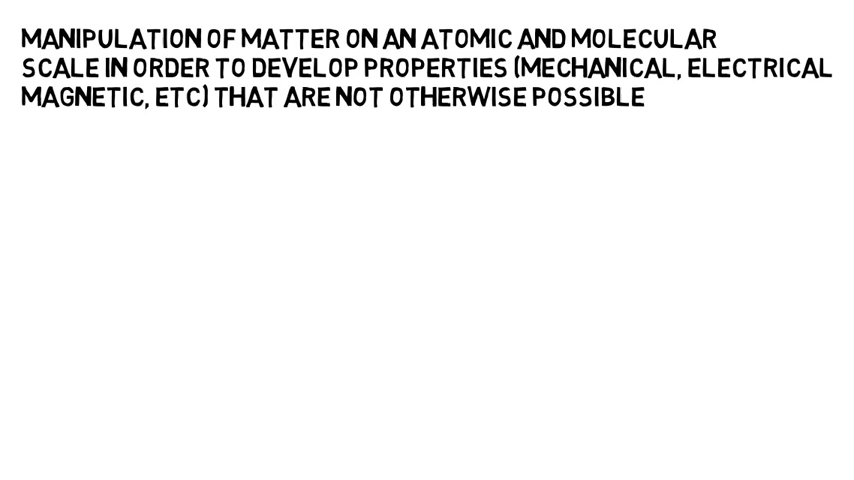 MANIPULATION OF MATTER ON AN ATOMIC AND MOLECULAR
SCALE IN ORDER TO DEVELOP PROPERTIES (MECHANICAL, ELECTRICAL
MAGNETIC, ETC) THAT ARE NOT OTHERWISE POSSIBLE